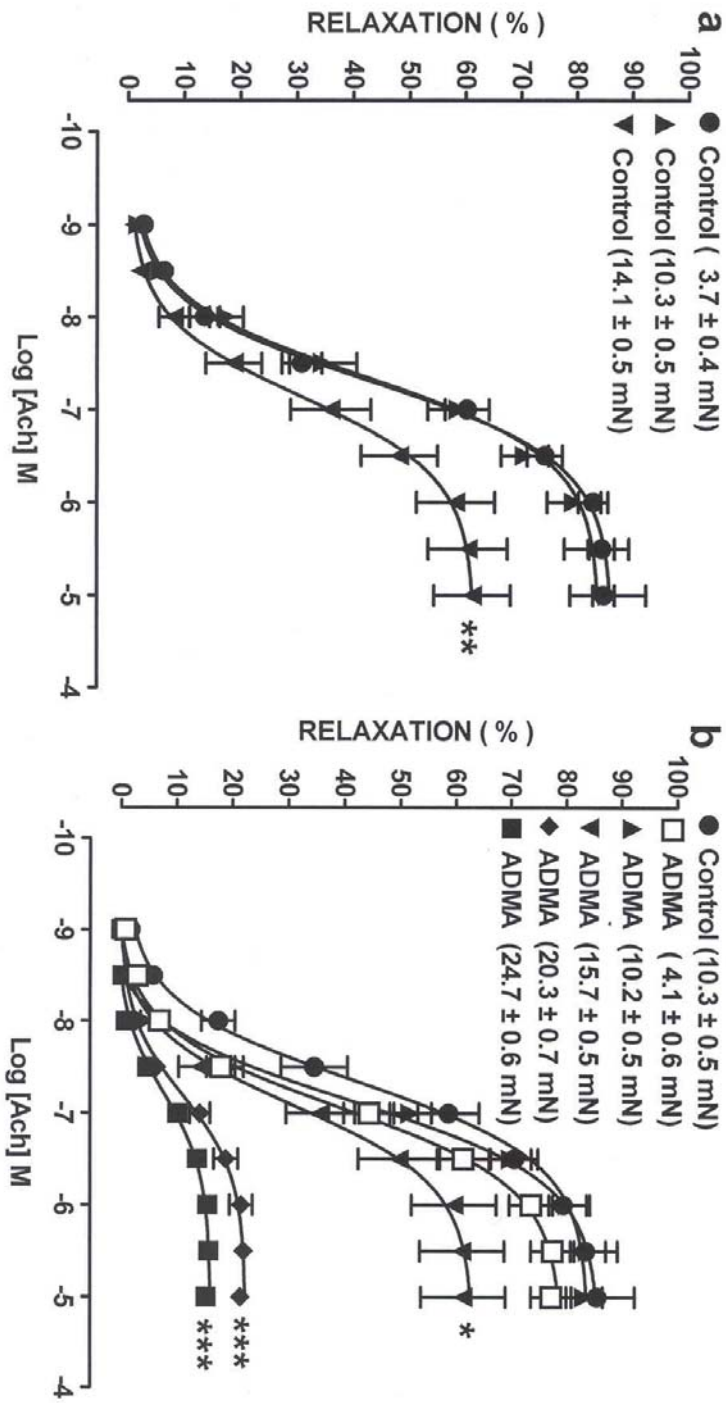 a
Control ( 3.7 ± 0.4 mN)
Control (10.3 ± 0.5 mN)
Control (14.1 ± 0.5 mN)
RELAXATION ( % )
100
90
80
70
60
50
40
30
20
10
0
**
-10 -9 -8 -7 -6 -5 -4
Log [Ach] M
b
Control (10.3 ± 0.5 mN)
ADMA ( 4.1 ± 0.6 mN)
ADMA (10.2 ± 0.5 mN)
ADMA (15.7 ± 0.5 mN)
ADMA (20.3 ± 0.7 mN)
ADMA (24.7 ± 0.6 mN)
RELAXATION ( % )
100
90
80
70
60
50
40
30
20
10
0
*
***
***
-10 -9 -8 -7 -6 -5 -4
Log [Ach] M